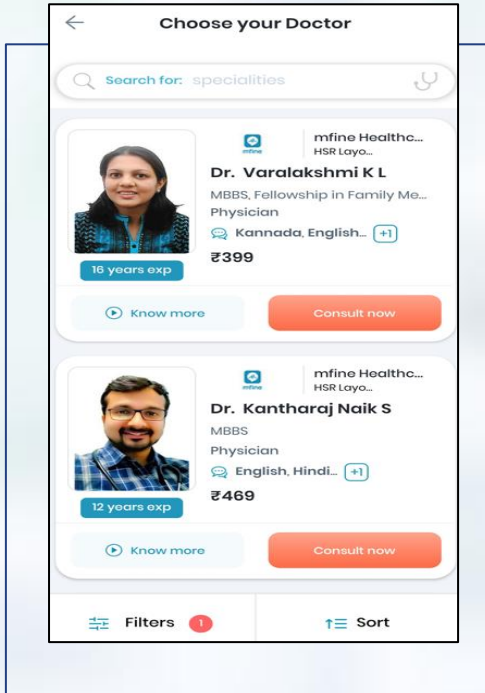 Choose your Doctor
Search for: specialities
mfine
mfine Healthc...
HSR Layo...
Dr. Varalakshmi K L
MBBS, Fellowship in Family Me...
Physician
Kannada, English... +1
₹399
16 years exp
Know more
Consult now
mfine
mfine Healthc...
HSR Layo...
Dr. Kantharaj Naik S
MBBS
Physician
English, Hindi... +1
₹469
12 years exp
Know more
Consult now
Filters 1
Sort